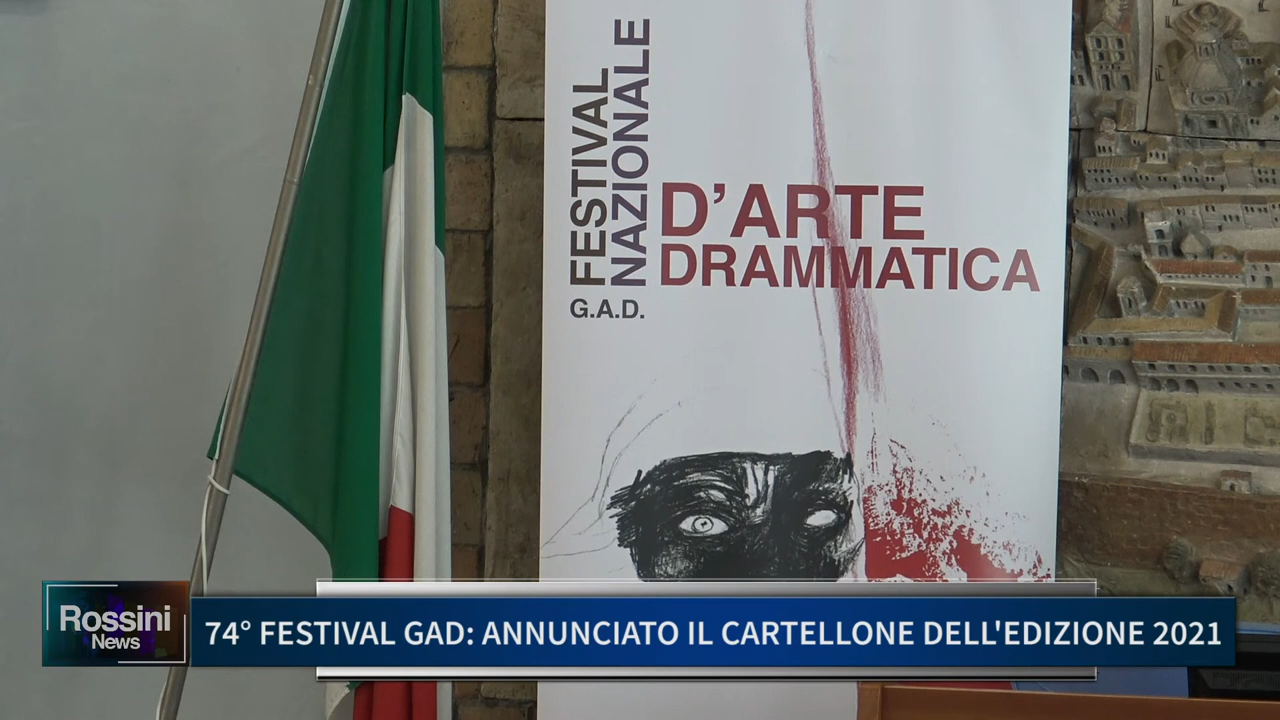 FESTIVAL
NAZIONALE
D'ARTE
DRAMMATICA
G.A.D.
Rossini
News
74° FESTIVAL GAD: ANNUNCIATO IL CARTELLONE DELL'EDIZIONE 2021